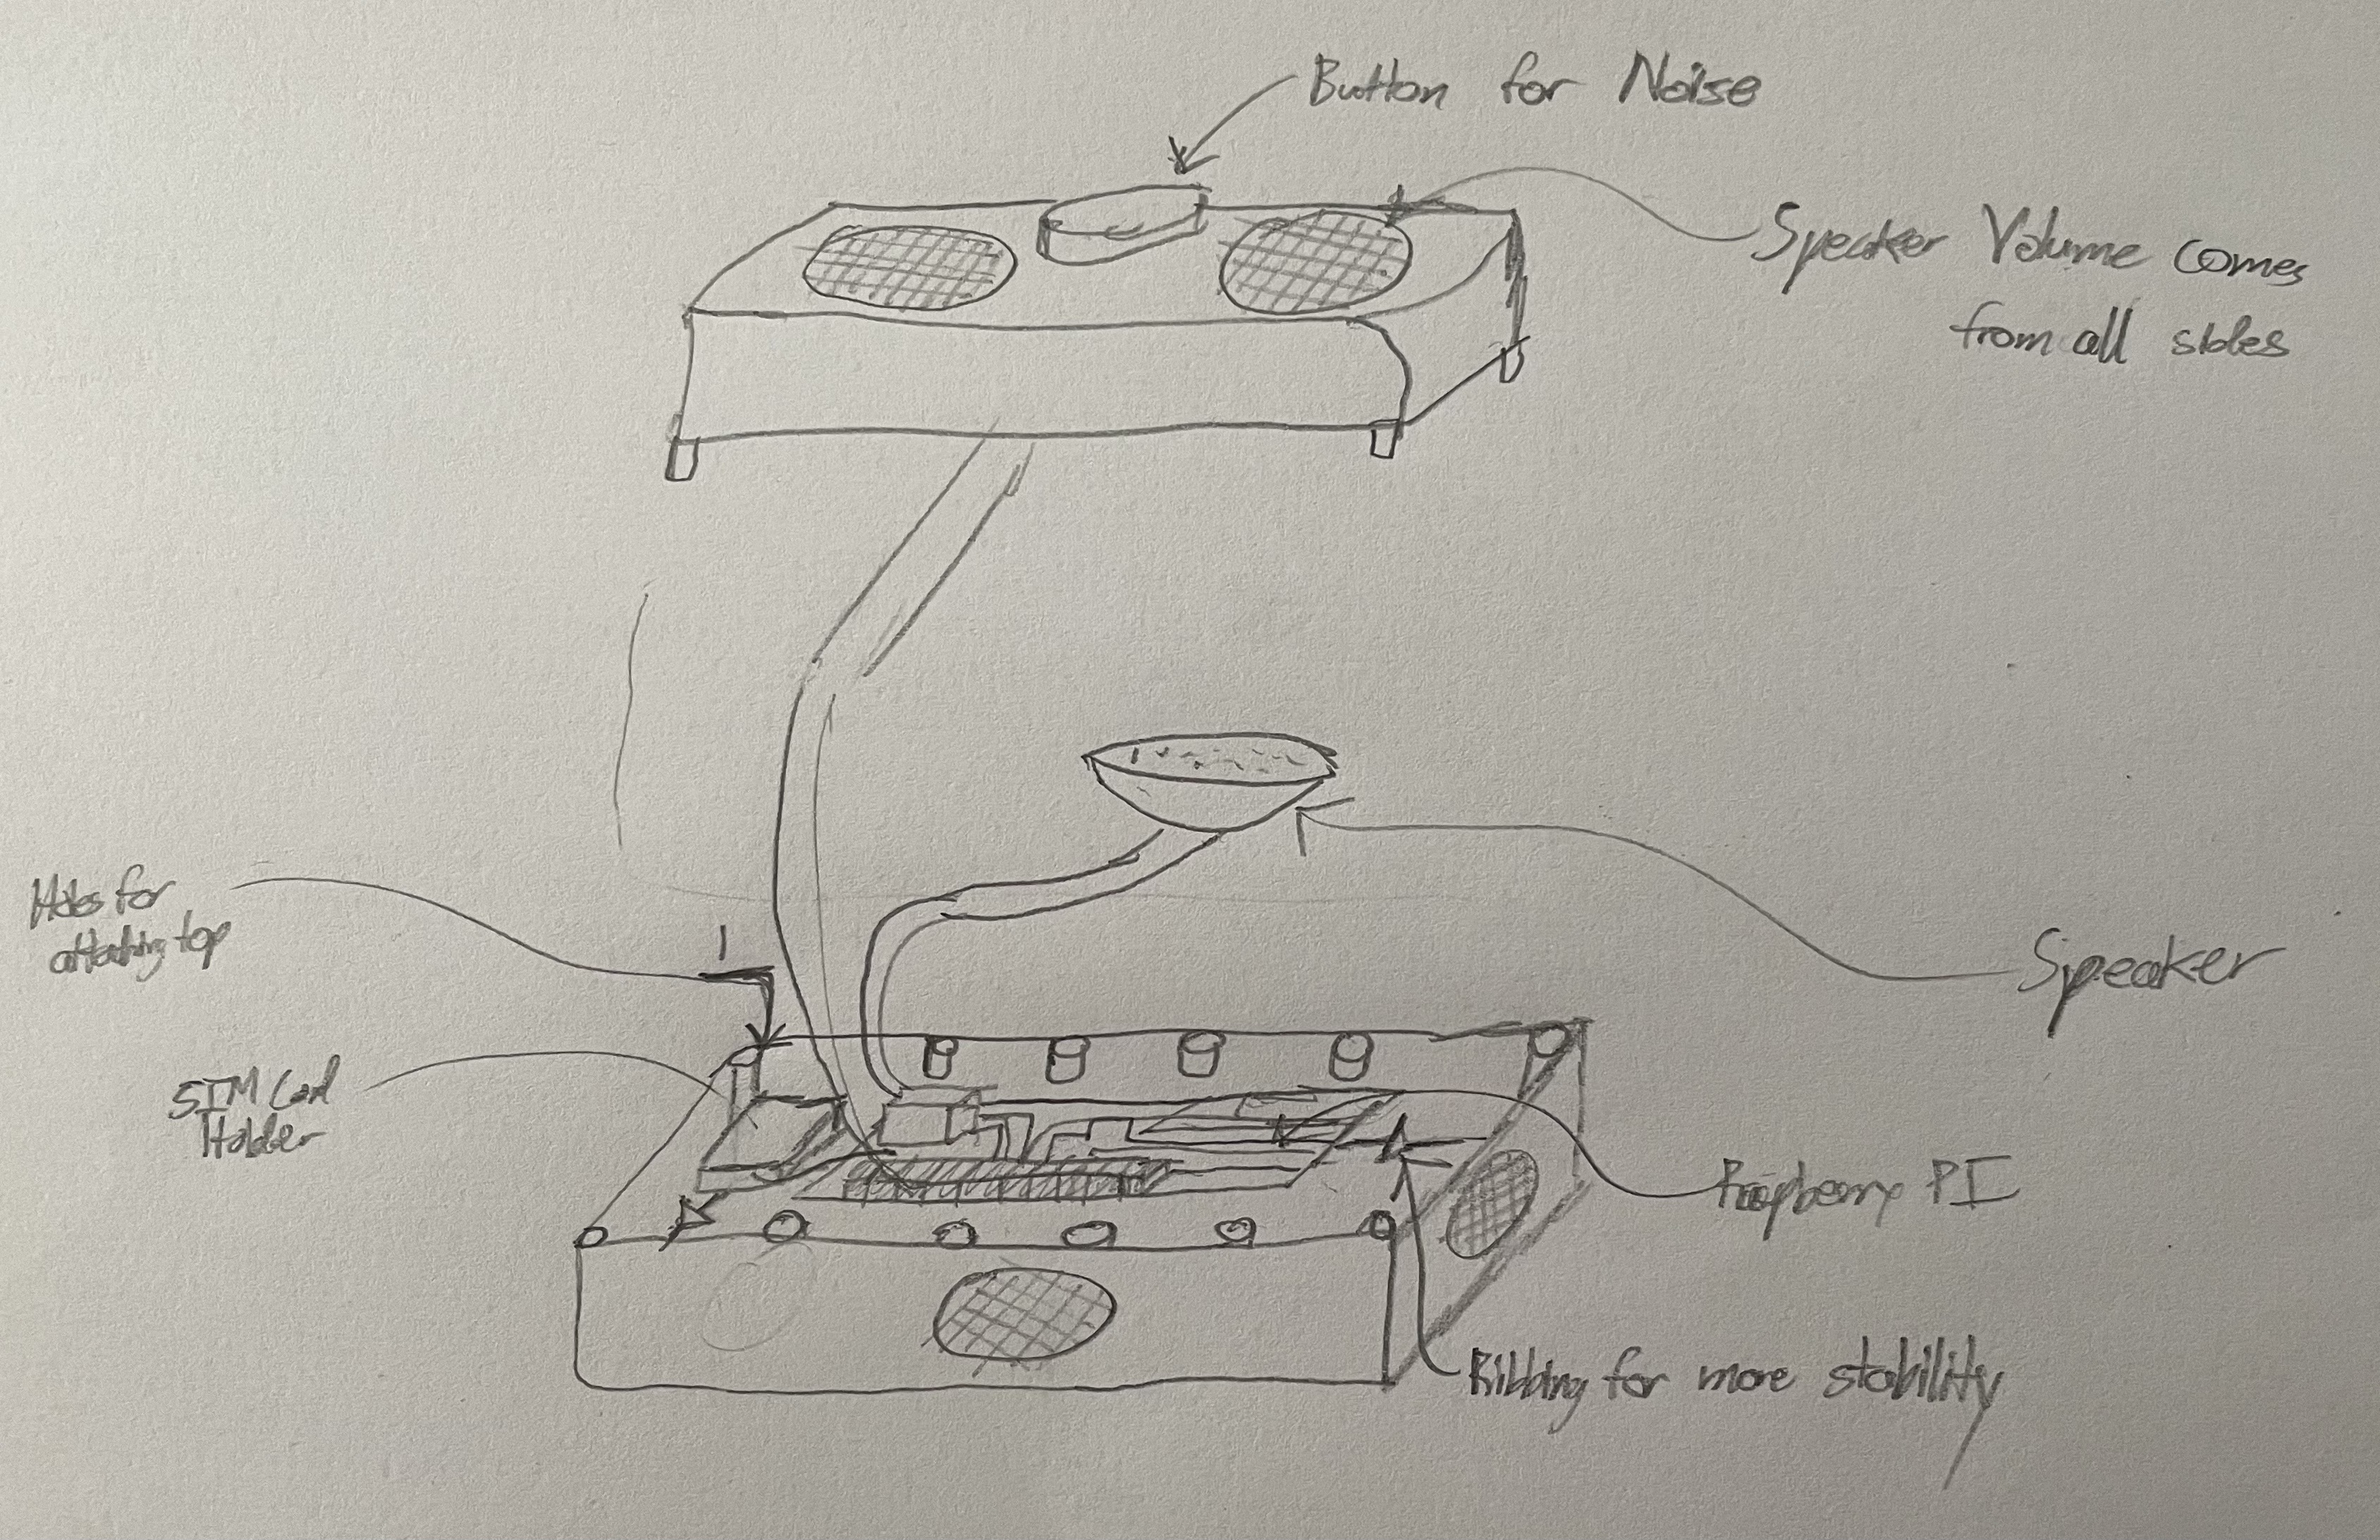 Button for Noise
Speaker Volume comes
from all sides
Holes for
attaching top
Speaker
SIM Card
Holder
Raspberry PI
Ribbing for more stability